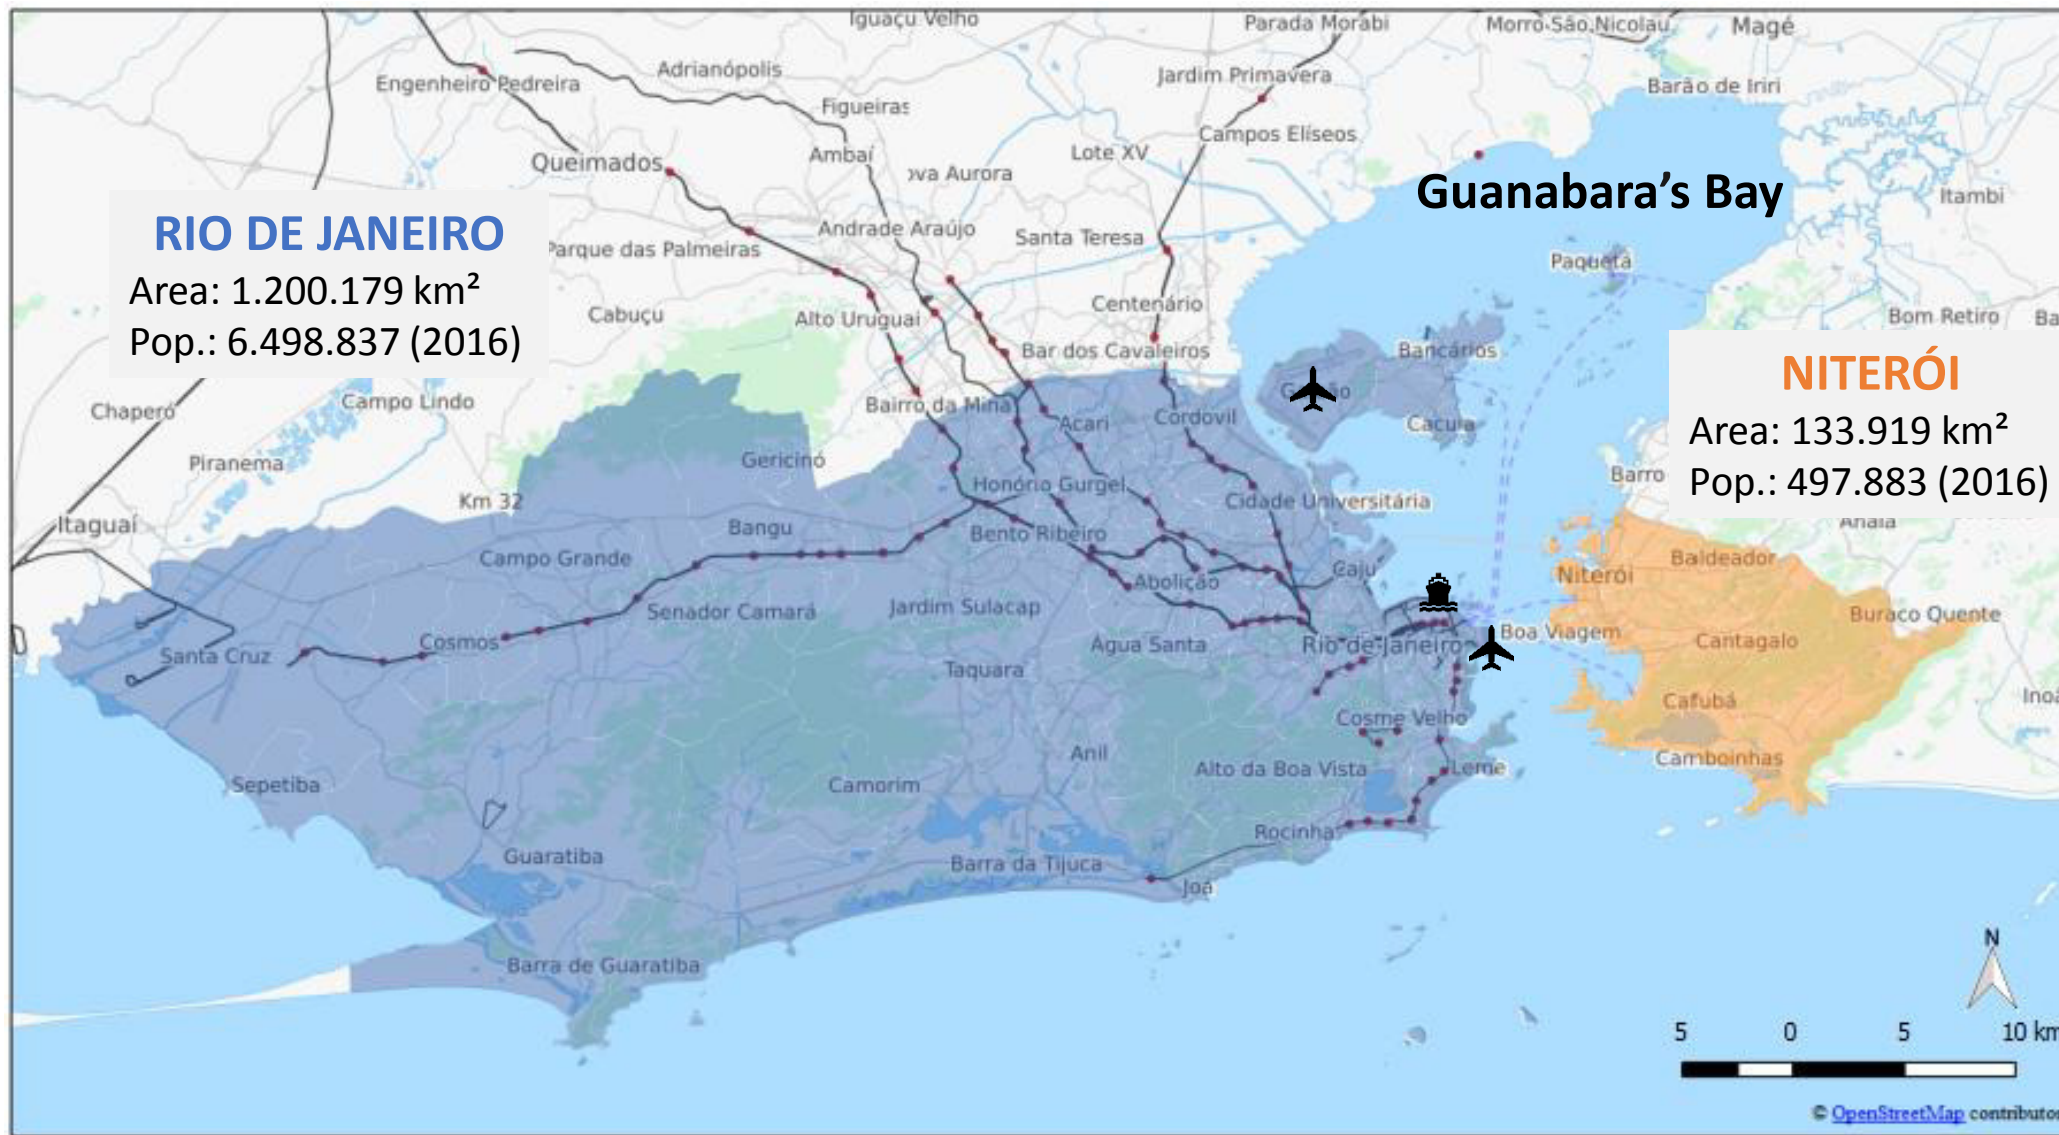 Iguaçu Velho
Parada Morabi
Morro São Nicolau
Magé
Engenheiro Pedreira
Adrianópolis
Jardim Primavera
Barão de Iriri
Figueiras
Campos Elíseos
Queimados
Ambaí
Lote XV
ova Aurora
Guanabara's Bay
Itambi
RIO DE JANEIRO
Area: 1.200.179 km²
Pop.: 6.498.837 (2016)
Parque das Palmeiras
Andrade Araújo
Santa Teresa
Paquetá
Cabuçu
Alto Uruguai
Centenário
Bom Retiro
Ba
Bar dos Cavaleiros
Bancários
NITERÓI
Area: 133.919 km²
Pop.: 497.883 (2016)
Chaperó
Campo Lindo
Bairro da Mina
Acari
Cordovil
Cacuia
Piranema
Gericinó
Honório Gurgel
Barro
Km 32
Cidade Universitária
Itaguaí
Bangu
Bento Ribeiro
Campo Grande
Abolição
Caju
Niterói
Baldeador
Senador Camará
Jardim Sulacap
Buraco Quente
Cosmos
Água Santa
Rio de Janeiro
Boa Viagem
Cantagalo
Santa Cruz
Taquara
Cafubá
Inoã
Cosme Velho
Anil
Camboinhas
Sepetiba
Camorim
Alto da Boa Vista
Leme
Rocinha
Guaratiba
Barra da Tijuca
Joá
Barra de Guaratiba
N
5 0 5 10 km
© OpenStreetMap contributor